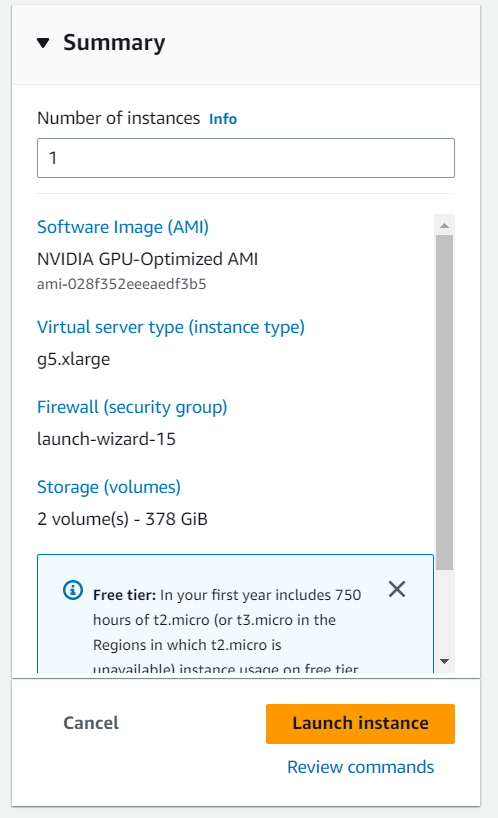 Summary
Number of instances Info
1
Software Image (AMI)
NVIDIA GPU-Optimized AMI
ami-028f352eeeaedf3b5
Virtual server type (instance type)
g5.xlarge
Firewall (security group)
launch-wizard-15
Storage (volumes)
2 volume(s) - 378 GiB
Free tier: In your first year includes 750
hours of t2.micro (or t3.micro in the
Regions in which t2.micro is
unavailable) instance usage on free tier
Cancel
Launch instance
Review commands